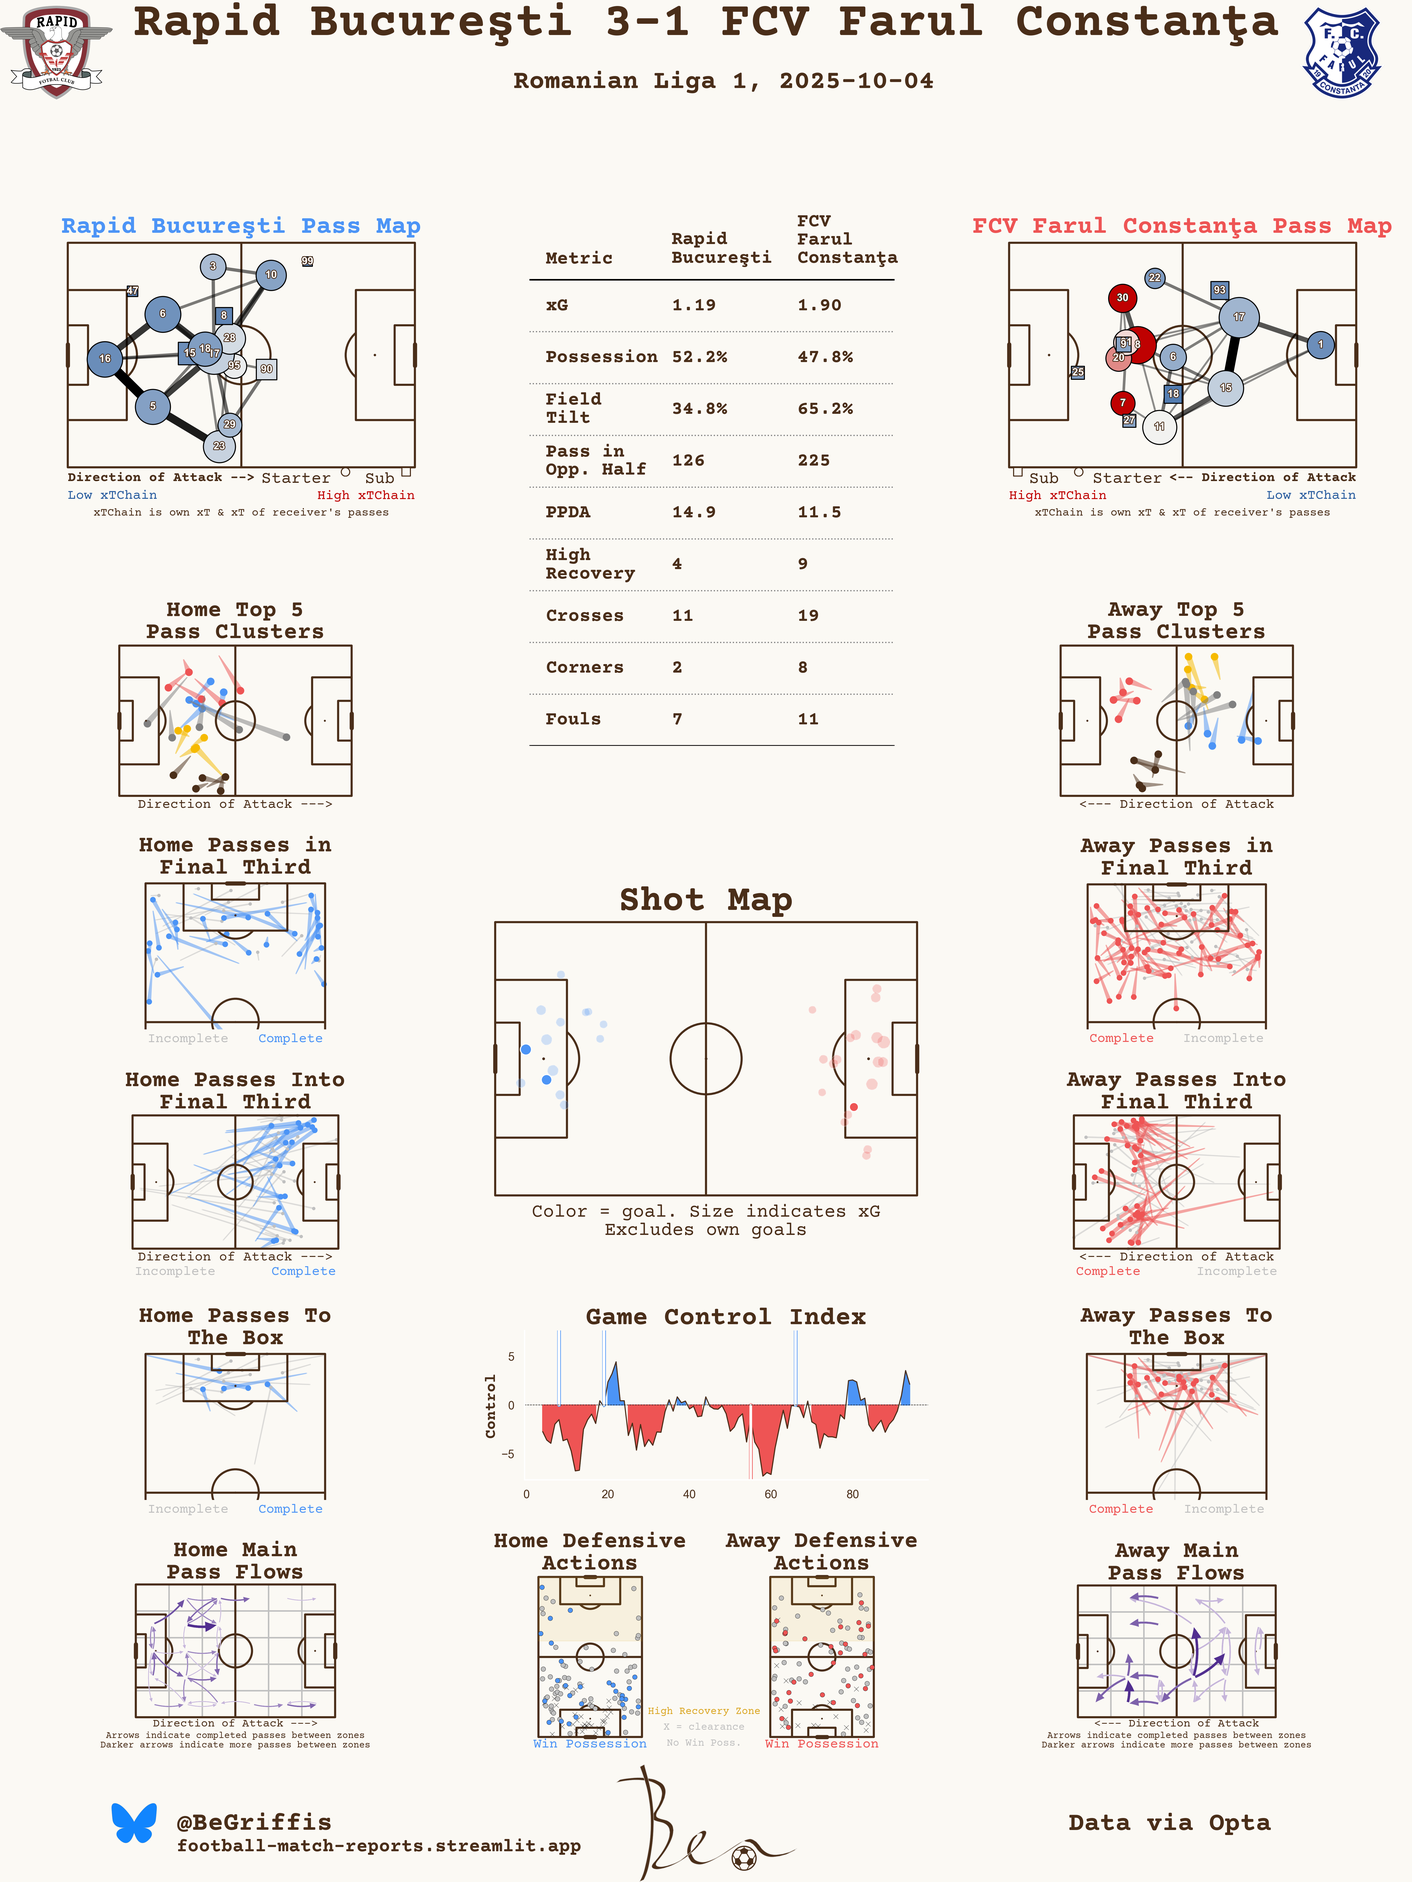 Rapid Bucureşti 3-1 FCV Farul Constanţa
Romanian Liga 1, 2025-10-04
RAPID
1923
FOTBAL CLUB
F. C.
FARUL
19 CONSTANTA 20
Rapid Bucureşti Pass Map
3
99
10
47
6
8
28
18
17
15
16
95
90
5
29
23
Direction of Attack --> Starter Sub
Low xTChain High xTChain
xTChain is own xT & xT of receiver's passes
Metric Rapid Bucureşti FCV Farul Constanţa
xG 1.19 1.90
Possession 52.2% 47.8%
Field Tilt 34.8% 65.2%
Pass in Opp. Half 126 225
PPDA 14.9 11.5
High Recovery 4 9
Crosses 11 19
Corners 2 8
Fouls 7 11
FCV Farul Constanţa Pass Map
22
93
30
17
91
8
1
20
6
25
15
18
7
27
11
Sub Starter <-- Direction of Attack
High xTChain Low xTChain
xTChain is own xT & xT of receiver's passes
Home Top 5
Pass Clusters
Direction of Attack --->
Away Top 5
Pass Clusters
<--- Direction of Attack
Home Passes in
Final Third
Incomplete Complete
Away Passes in
Final Third
Complete Incomplete
Shot Map
Color = goal. Size indicates xG
Excludes own goals
Home Passes Into
Final Third
Direction of Attack --->
Incomplete Complete
Away Passes Into
Final Third
<--- Direction of Attack
Complete Incomplete
Home Passes To
The Box
Incomplete Complete
Game Control Index
Control
5
0
−5
0 20 40 60 80
Away Passes To
The Box
Complete Incomplete
Home Main
Pass Flows
Direction of Attack --->
Arrows indicate completed passes between zones
Darker arrows indicate more passes between zones
Home Defensive
Actions
Win Possession
High Recovery Zone
X = clearance
No Win Poss.
Away Defensive
Actions
Win Possession
Away Main
Pass Flows
<--- Direction of Attack
Arrows indicate completed passes between zones
Darker arrows indicate more passes between zones
@BeGriffis
football-match-reports.streamlit.app
Ben
Data via Opta